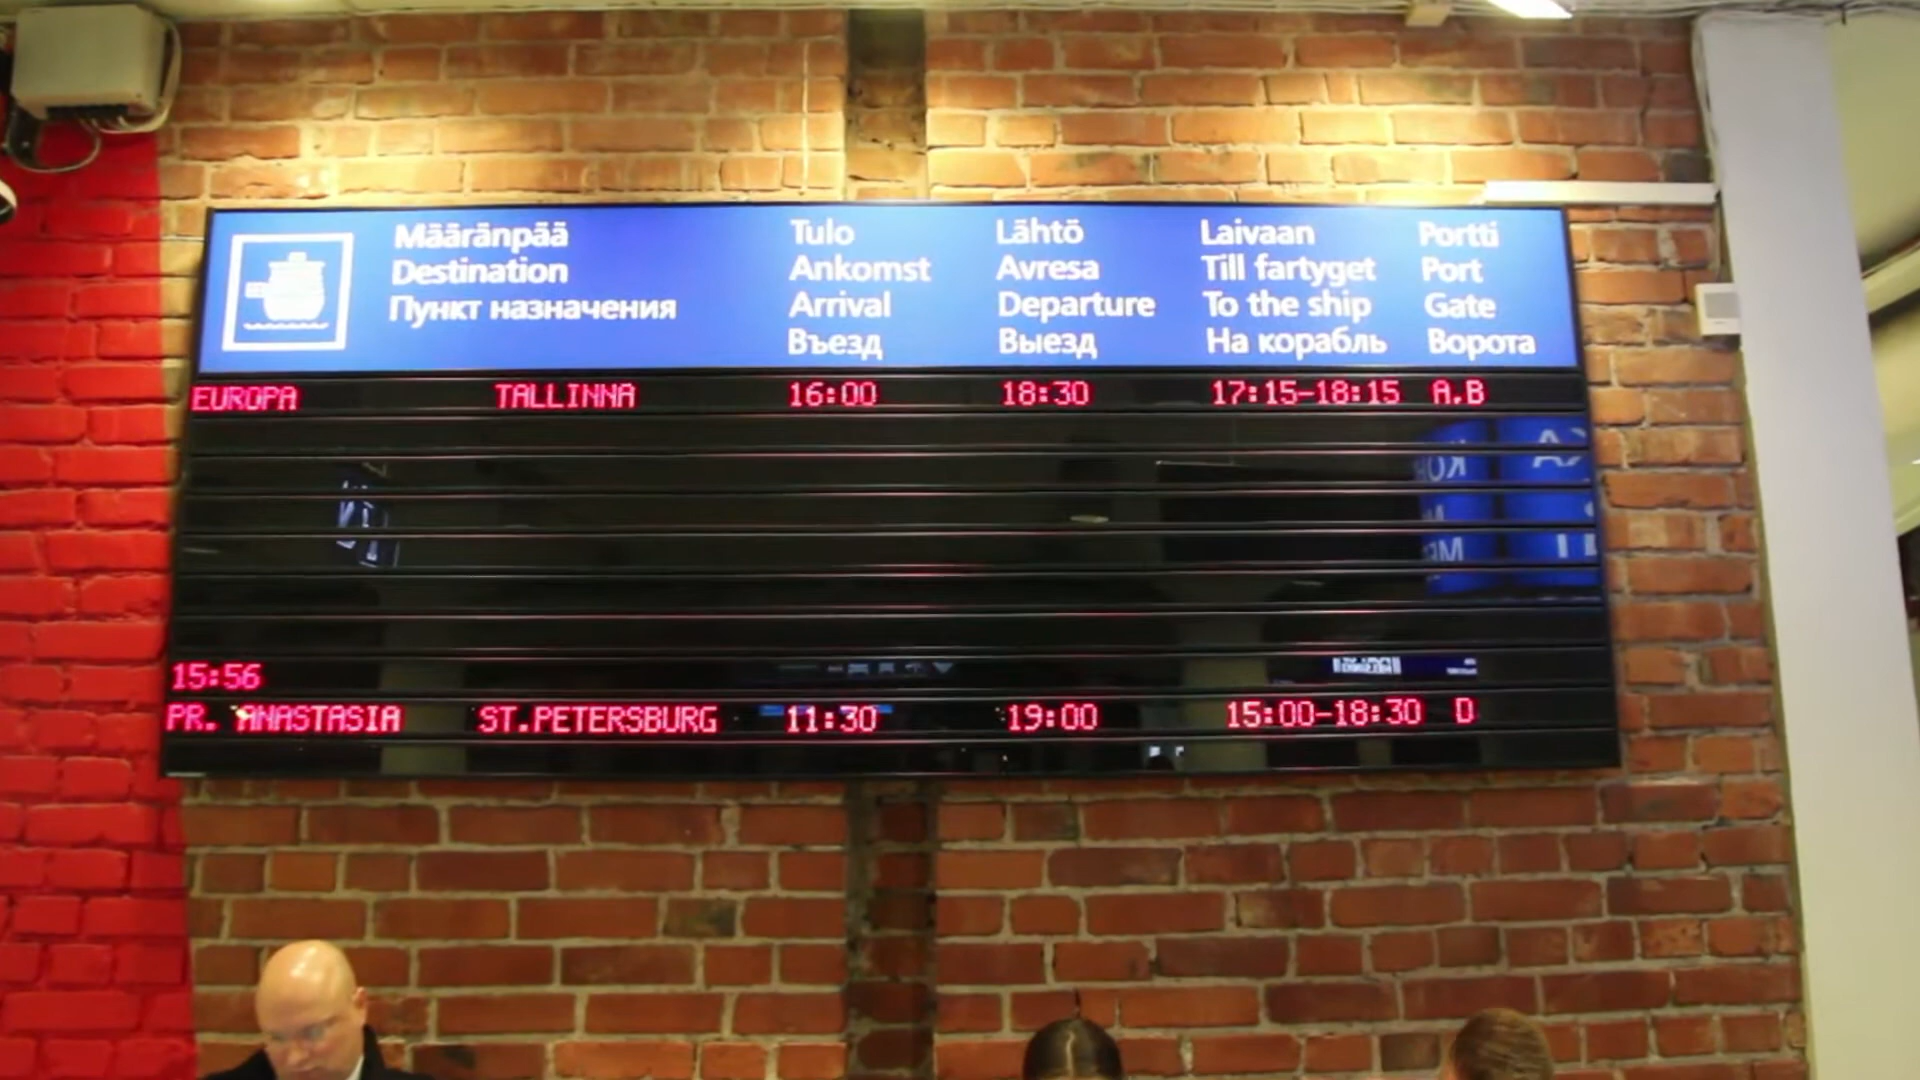 Määränpää Tulo Lähtö Laivaan Portti
Destination Ankomst Avresa Till fartyget Port
Пункт назначения Arrival Departure To the ship Gate
Въезд Выезд На корабль Ворота
EUROPA TALLINNA 16:00 18:30 17:15-18:15 A.B
15:56
PR. ANASTASIA ST.PETERSBURG 11:30 19:00 15:00-18:30 D